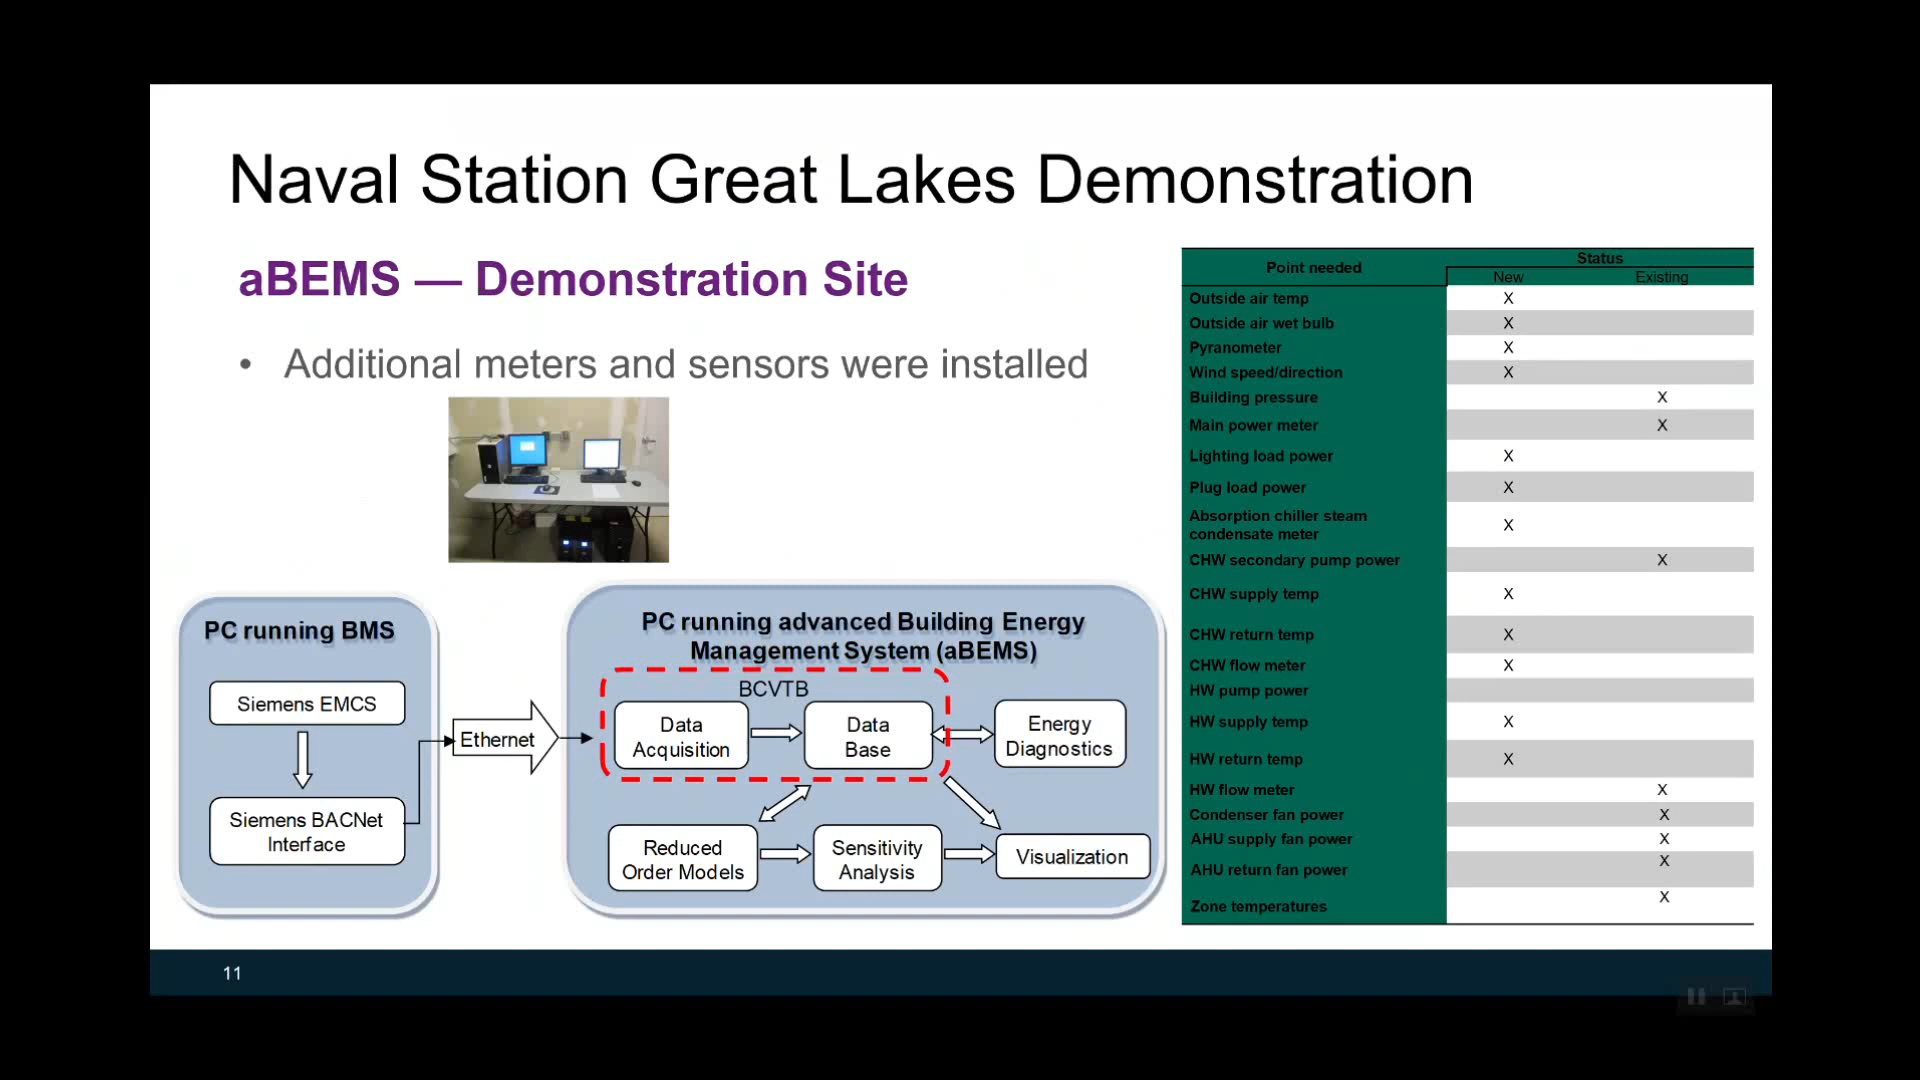 Naval Station Great Lakes Demonstration
aBEMS — Demonstration Site
• Additional meters and sensors were installed
PC running BMS
Siemens EMCS
Siemens BACNet
Interface
Ethernet
PC running advanced Building Energy
Management System (aBEMS)
BCVTB
Data
Acquisition
Data
Base
Energy
Diagnostics
Reduced
Order Models
Sensitivity
Analysis
Visualization
Point needed
Status
New Existing
Outside air temp X
Outside air wet bulb X
Pyranometer X
Wind speed/direction X
Building pressure X
Main power meter X
Lighting load power X
Plug load power X
Absorption chiller steam
condensate meter X
CHW secondary pump power X
CHW supply temp X
CHW return temp X
CHW flow meter X
HW pump power
HW supply temp X
HW return temp X
HW flow meter X
Condenser fan power X
AHU supply fan power X
AHU return fan power X
Zone temperatures X
11